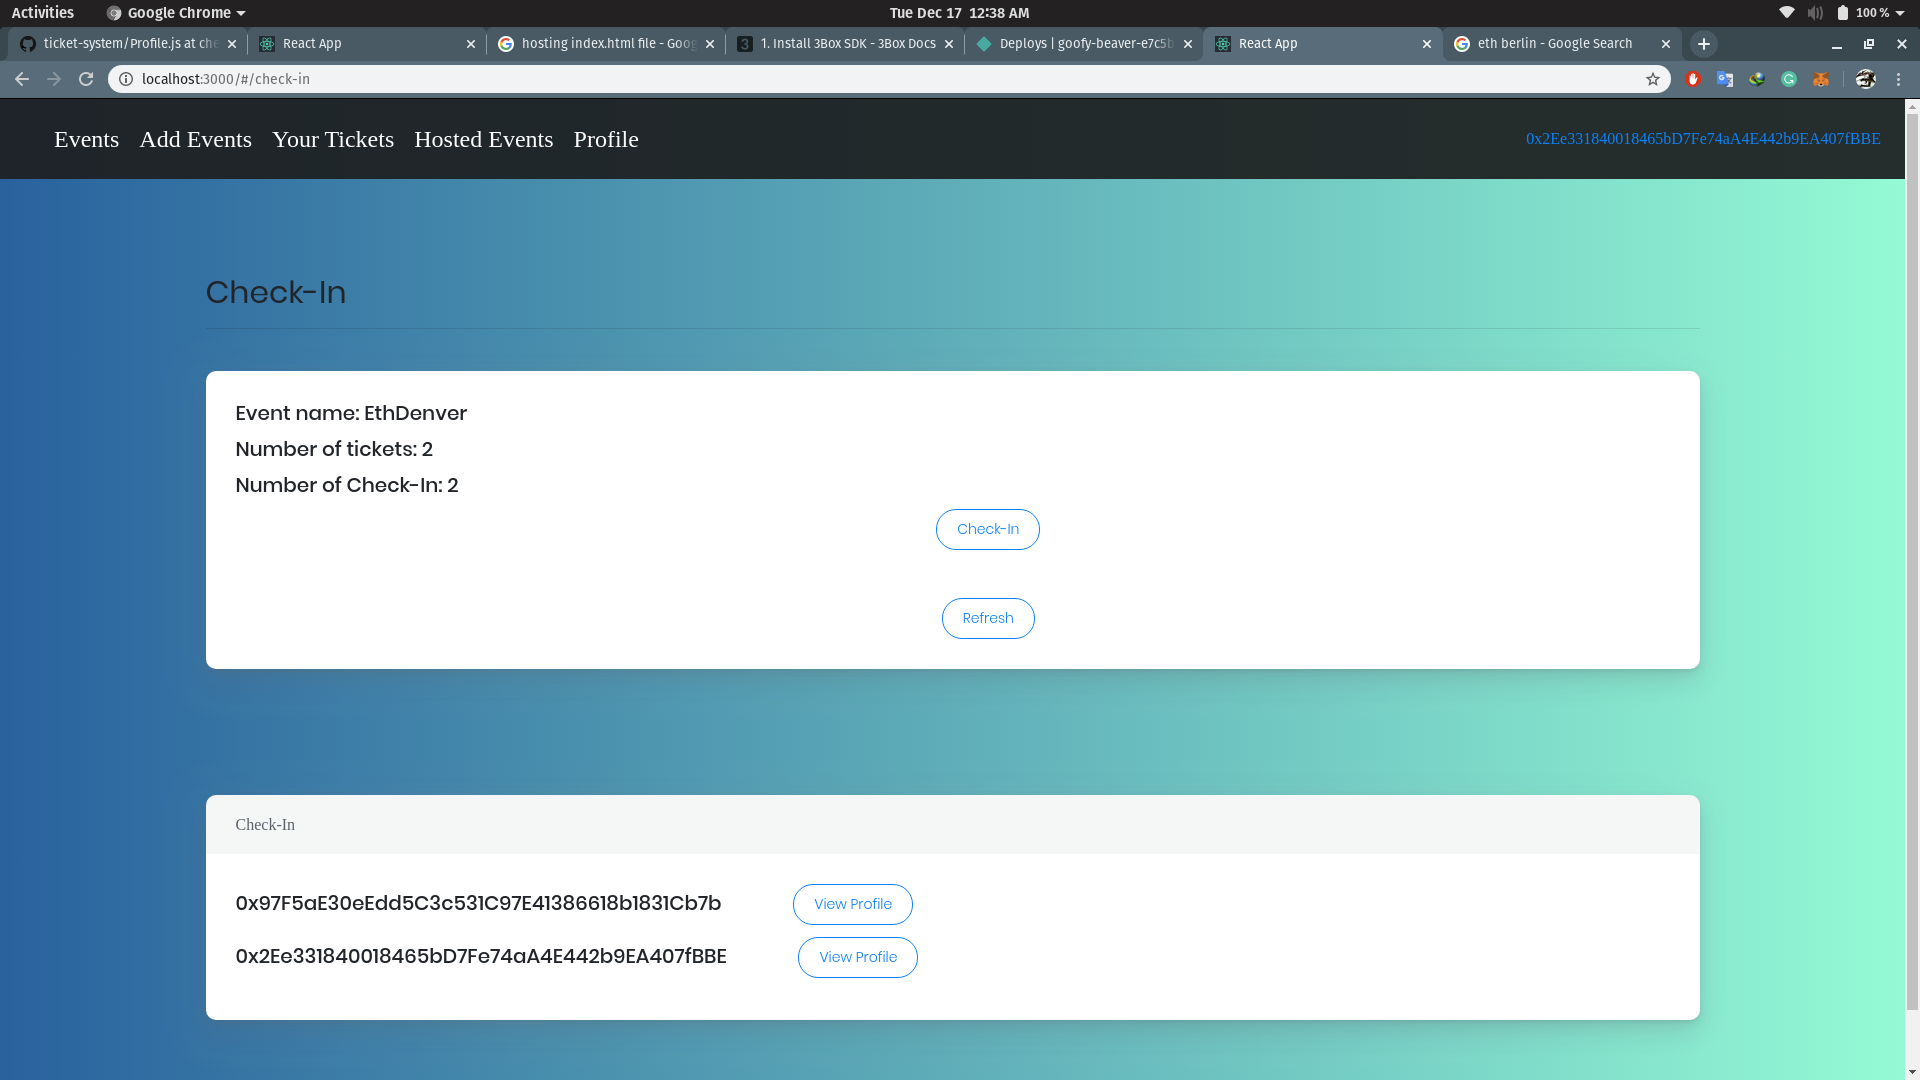 Activities Google Chrome Tue Dec 17 12:38 AM 100 %
ticket-system/Profile.js at che React App hosting index.html file - Goog 1. Install 3Box SDK - 3Box Docs Deploys | goofy-beaver-e7c5b React App eth berlin - Google Search
localhost:3000/#/check-in
Events Add Events Your Tickets Hosted Events Profile 0x2Ee331840018465bD7Fe74aA4E442b9EA407fBBE
Check-In
Event name: EthDenver
Number of tickets: 2
Number of Check-In: 2
Check-In
Refresh
Check-In
0x97F5aE30eEdd5C3c531C97E41386618b1831Cb7b View Profile
0x2Ee331840018465bD7Fe74aA4E442b9EA407fBBE View Profile